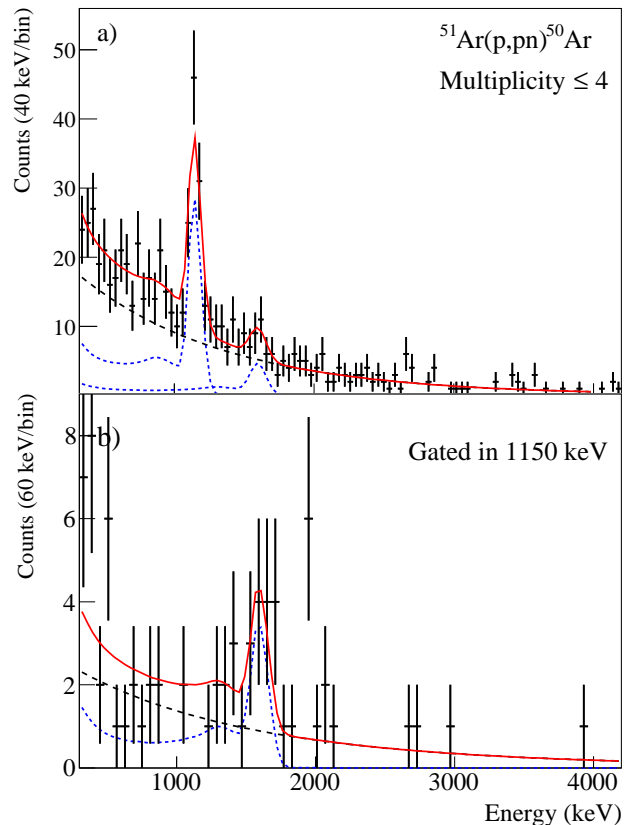 a)
⁵¹Ar(p,pn)⁵⁰Ar
Multiplicity ≤ 4
Counts (40 keV/bin)
50
40
30
20
10
b)
Gated in 1150 keV
Counts (60 keV/bin)
8
6
4
2
0
1000 2000 3000 4000
Energy (keV)